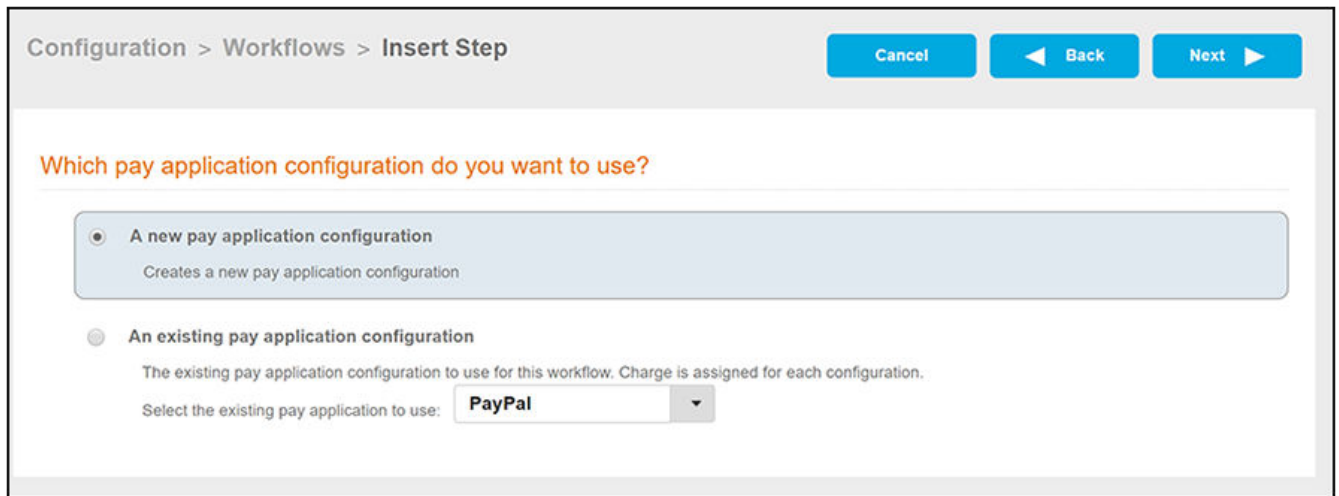 Configuration > Workflows > Insert Step
Cancel
Back
Next
Which pay application configuration do you want to use?
A new pay application configuration
Creates a new pay application configuration
An existing pay application configuration
The existing pay application configuration to use for this workflow. Charge is assigned for each configuration.
Select the existing pay application to use: PayPal